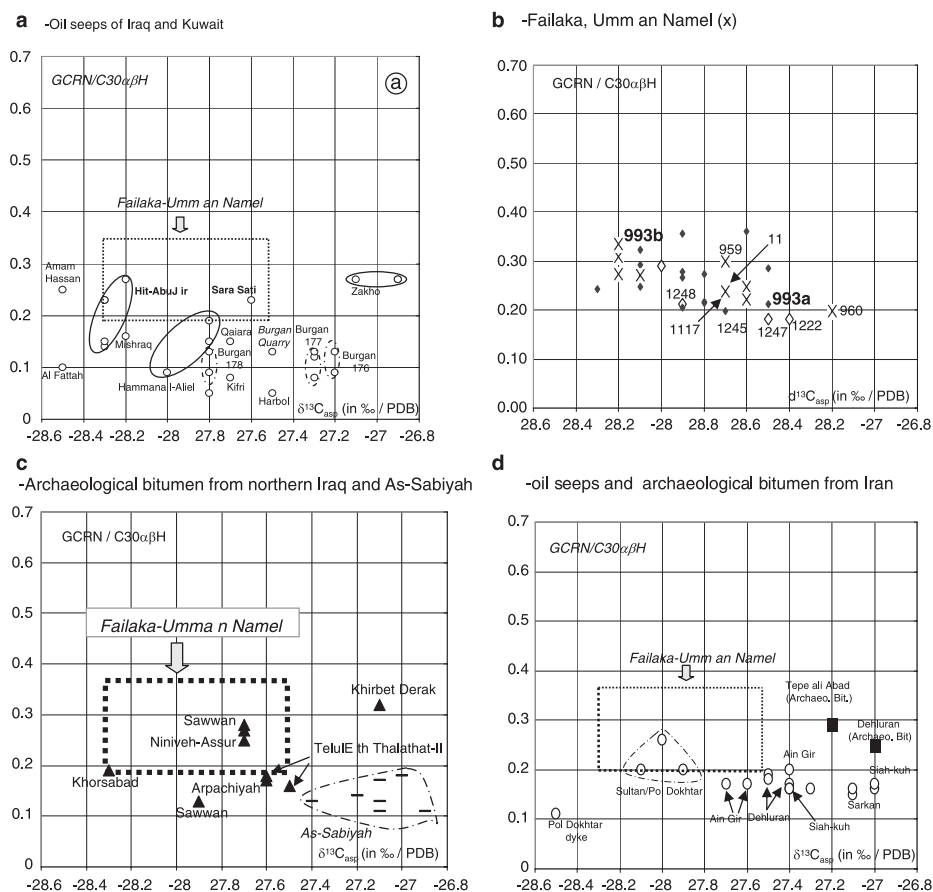 a -Oil seeps of Iraq and Kuwait
0.7
GCRN/C30αβH
a
0.6
0.5
0.4
Failaka-Umm an Namel
0.3
Amam
Hassan
Hit-AbuJ ir
Sara Sati
Zakho
0.2
Mishraq
Qaiara
Burgan
Quarry
Burgan
177
Burgan
178
Burgan
176
0.1
Al Fattah
Hammana l-Aliel
Kifri
Harbol
δ¹³Casp (in ‰ / PDB)
0
-28.6 -28.4 -28.2 -28 -27.8 -27.6 -27.4 -27.2 -27 -26.8
b -Failaka, Umm an Namel (x)
0.70
GCRN / C30αβH
0.60
0.50
0.40
993b
959
11
0.30
1248
993a
0.20
1117
1245
1247
1222
960
0.10
d¹³Casp (in ‰ / PDB)
0.00
28.6 28.4 28.2 -28 27.8 28.6 27.4 27.2 -27 -26.8
c
-Archaeological bitumen from northern Iraq and As-Sabiyah
0.7
GCRN / C30αβH
0.6
0.5
Failaka-Umma n Namel
0.4
Khirbet Derak
0.3
Sawwan
Niniveh-Assur
TelulE th Thalathat-II
0.2
Khorsabad
Arpachiyah
Sawwan
0.1
As-Sabiyah
δ¹³Casp (in ‰ / PDB)
0
-28.6 -28.4 -28.2 -28 -27.8 -27.6 -27.4 -27.2 -27 -26.8
d
-oil seeps and archaeological bitumen from Iran
0.7
GCRN/C30αβH
0.6
0.5
0.4
Failaka-Umm an Namel
Tepe ali Abad
(Archaeo. Bit.)
0.3
Dehluran
(Archaeo. Bit)
Ain Gir
Siah-kuh
0.2
Sultan/Pol Dokhtar
Ain Gir
Dehluran
Siah-kuh
Sarkan
0.1
Pol Dokhtar
dyke
δ¹³Casp (in ‰ / PDB)
0
-28.6 -28.4 -28.2 -28 -27.8 -27.6 -27.4 -27.2 -27 -26.8